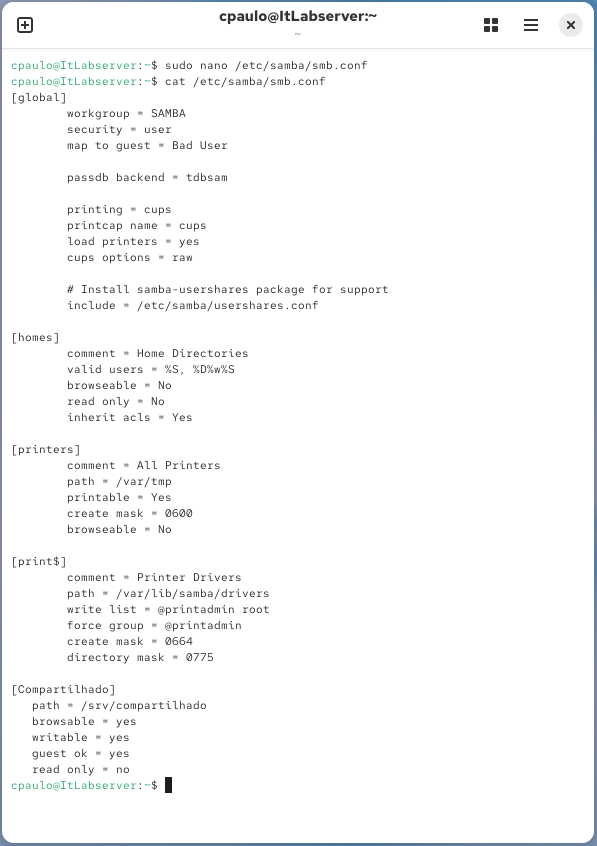 cpaulo@ItLabserver:~
~
cpaulo@ItLabserver:~$ sudo nano /etc/samba/smb.conf
cpaulo@ItLabserver:~$ cat /etc/samba/smb.conf
[global]
        workgroup = SAMBA
        security = user
        map to guest = Bad User

        passdb backend = tdbsam

        printing = cups
        printcap name = cups
        load printers = yes
        cups options = raw

        # Install samba-usershares package for support
        include = /etc/samba/usershares.conf

[homes]
        comment = Home Directories
        valid users = %S, %D%w%S
        browseable = No
        read only = No
        inherit acls = Yes

[printers]
        comment = All Printers
        path = /var/tmp
        printable = Yes
        create mask = 0600
        browseable = No

[print$]
        comment = Printer Drivers
        path = /var/lib/samba/drivers
        write list = @printadmin root
        force group = @printadmin
        create mask = 0664
        directory mask = 0775

[Compartilhado]
   path = /srv/compartilhado
   browsable = yes
   writable = yes
   guest ok = yes
   read only = no
cpaulo@ItLabserver:~$